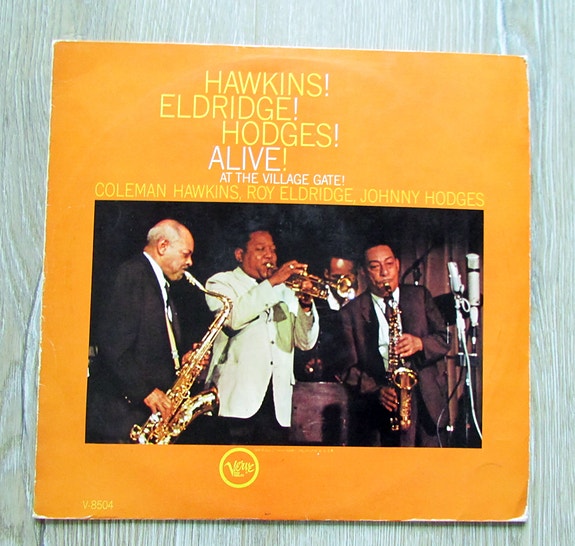 HAWKINS!
ELDRIDGE!
HODGES!
ALIVE!
AT THE VILLAGE GATE!
COLEMAN HAWKINS, ROY ELDRIDGE, JOHNNY HODGES
Verve
V-8504